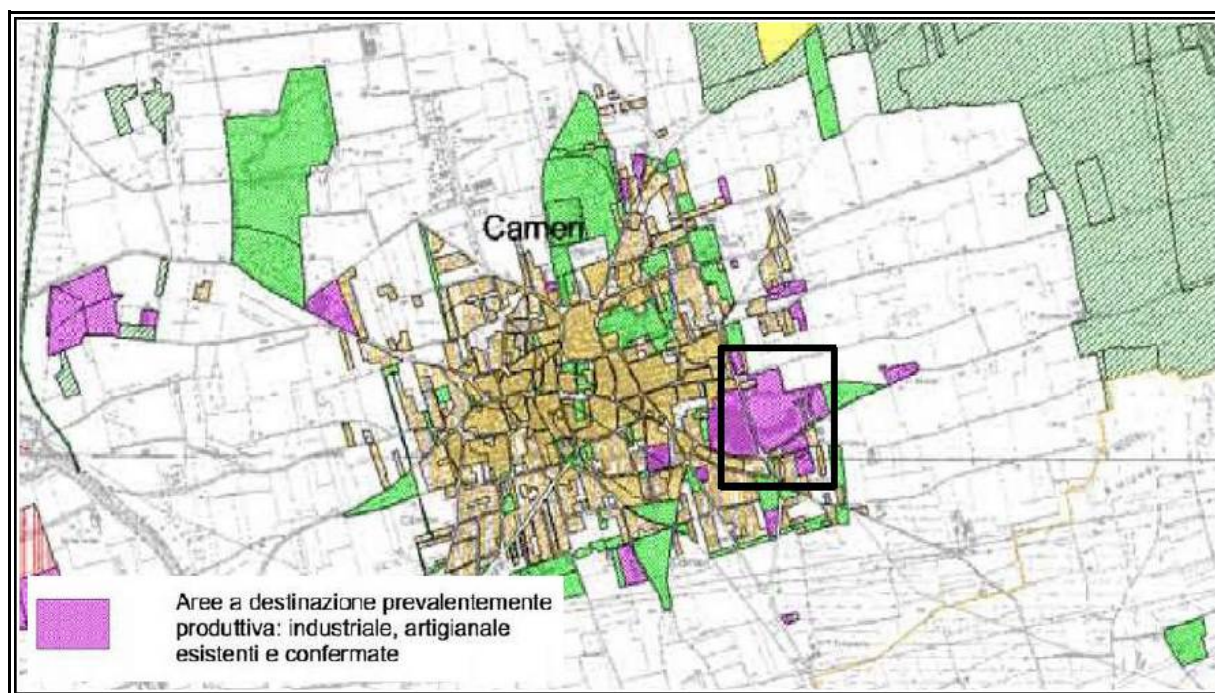 Cameri
Aree a destinazione prevalentemente
produttiva: industriale, artigianale
esistenti e confermate